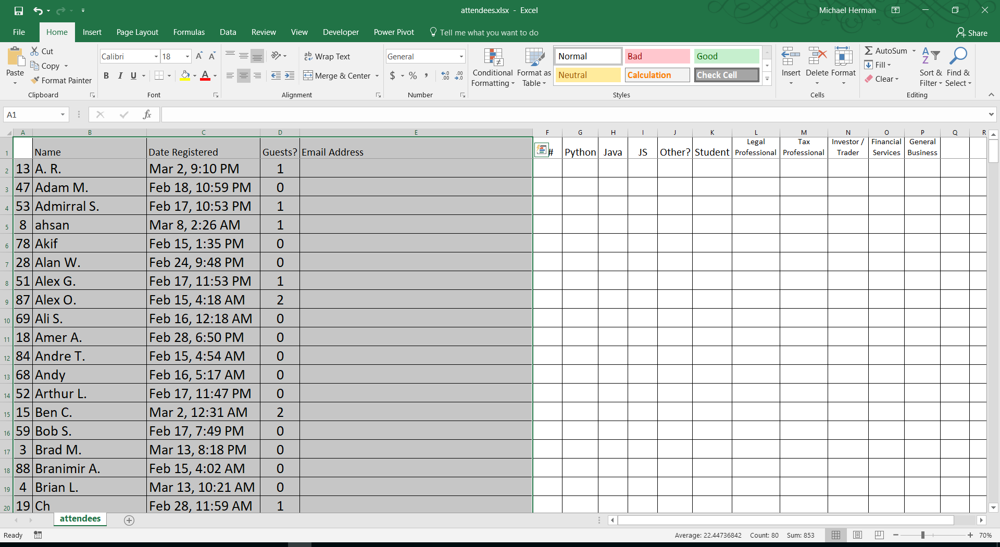 attendees.xlsx - Excel
Michael Herman
File Home Insert Page Layout Formulas Data Review View Developer Power Pivot Tell me what you want to do Share
Paste
Cut
Copy
Format Painter
Clipboard
Calibri 18
B I U A
Font
ab Wrap Text
Merge & Center
Alignment
General
$ % ,
Number
Conditional Formatting
Format as Table
Normal Bad Good
Neutral Calculation Check Cell
Styles
Insert Delete Format
Cells
AutoSum
Fill
Clear
Sort & Filter
Find & Select
Editing
A1 fx
A B C D E F G H I J K L M N O P Q R
1 Name Date Registered Guests? Email Address # Python Java JS Other? Student Legal Professional Tax Professional Investor / Trader Financial Services General Business
2 13 A. R. Mar 2, 9:10 PM 1
3 47 Adam M. Feb 18, 10:59 PM 0
4 53 Admirral S. Feb 17, 10:53 PM 1
5 8 ahsan Mar 8, 2:26 AM 1
6 78 Akif Feb 15, 1:35 PM 0
7 28 Alan W. Feb 24, 9:48 PM 0
8 51 Alex G. Feb 17, 11:53 PM 1
9 87 Alex O. Feb 15, 4:18 AM 2
10 69 Ali S. Feb 16, 12:18 AM 0
11 18 Amer A. Feb 28, 6:50 PM 0
12 84 Andre T. Feb 15, 4:54 AM 0
13 68 Andy Feb 16, 5:17 AM 0
14 52 Arthur L. Feb 17, 11:47 PM 0
15 15 Ben C. Mar 2, 12:31 AM 2
16 59 Bob S. Feb 17, 7:49 PM 0
17 3 Brad M. Mar 13, 8:18 PM 0
18 88 Branimir A. Feb 15, 4:02 AM 0
19 4 Brian L. Mar 13, 10:21 AM 0
20 19 Ch Feb 28, 11:59 AM 1
attendees
Ready
Average: 22.44736842 Count: 80 Sum: 853
70%